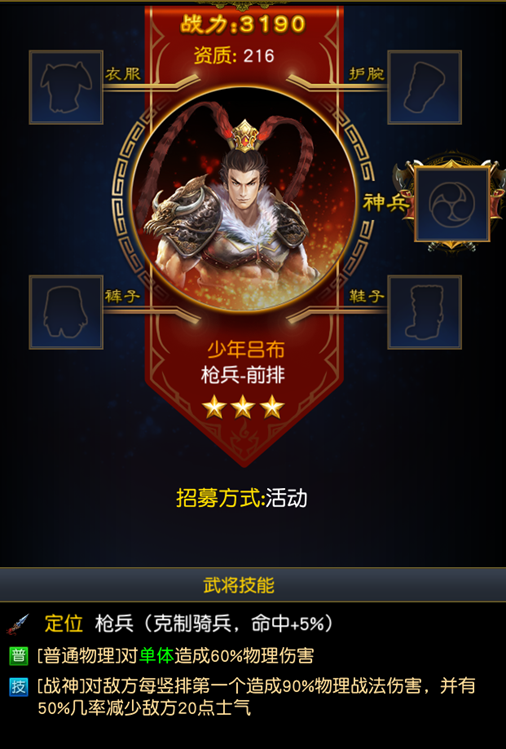 战力:3190
资质: 216
衣服
护腕
神兵
裤子
鞋子
少年吕布
枪兵-前排
招募方式:活动
武将技能
定位 枪兵（克制骑兵，命中+5%）
普 [普通物理]对单体造成60%物理伤害
技 [战神]对敌方每竖排第一个造成90%物理战法伤害，并有
50%几率减少敌方20点士气